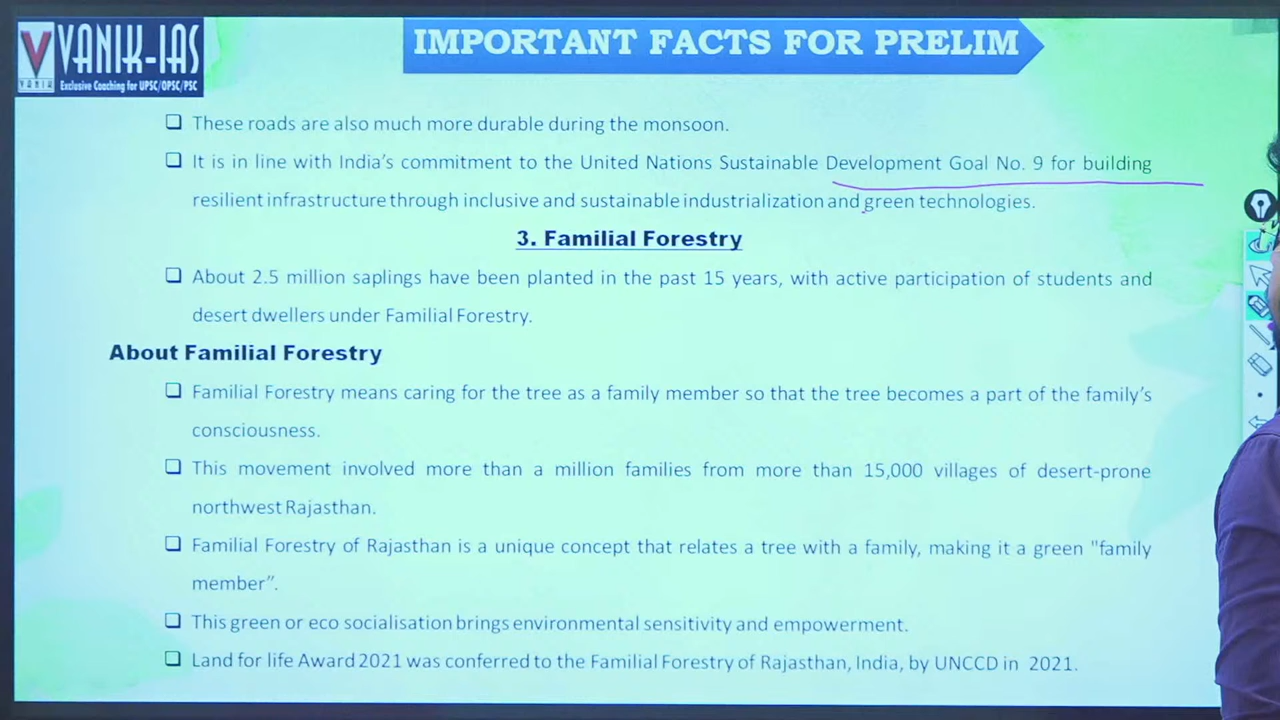 VANIK-IAS
Exclusive Coaching for UPSC/OPSC/PSC
VANIK
IMPORTANT FACTS FOR PRELIM
❑ These roads are also much more durable during the monsoon.
❑ It is in line with India's commitment to the United Nations Sustainable Development Goal No. 9 for building
resilient infrastructure through inclusive and sustainable industrialization and green technologies.
3. Familial Forestry
❑ About 2.5 million saplings have been planted in the past 15 years, with active participation of students and
desert dwellers under Familial Forestry.
About Familial Forestry
❑ Familial Forestry means caring for the tree as a family member so that the tree becomes a part of the family's
consciousness.
❑ This movement involved more than a million families from more than 15,000 villages of desert-prone
northwest Rajasthan.
❑ Familial Forestry of Rajasthan is a unique concept that relates a tree with a family, making it a green "family
member”.
❑ This green or eco socialisation brings environmental sensitivity and empowerment.
❑ Land for life Award 2021 was conferred to the Familial Forestry of Rajasthan, India, by UNCCD in 2021.